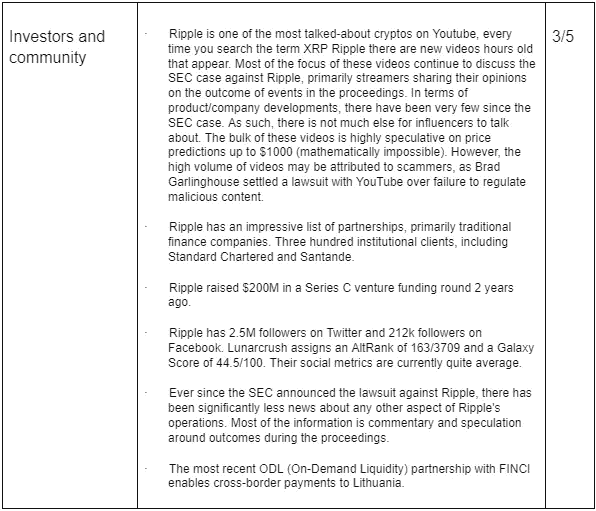 Investors and
community
· Ripple is one of the most talked-about cryptos on Youtube, every
time you search the term XRP Ripple there are new videos hours old
that appear. Most of the focus of these videos continue to discuss the
SEC case against Ripple, primarily streamers sharing their opinions
on the outcome of events in the proceedings. In terms of
product/company developments, there have been very few since the
SEC case. As such, there is not much else for influencers to talk
about. The bulk of these videos is highly speculative on price
predictions up to $1000 (mathematically impossible). However, the
high volume of videos may be attributed to scammers, as Brad
Garlinghouse settled a lawsuit with YouTube over failure to regulate
malicious content.
· Ripple has an impressive list of partnerships, primarily traditional
finance companies. Three hundred institutional clients, including
Standard Chartered and Santande.
· Ripple raised $200M in a Series C venture funding round 2 years
ago.
· Ripple has 2.5M followers on Twitter and 212k followers on
Facebook. Lunarcrush assigns an AltRank of 163/3709 and a Galaxy
Score of 44.5/100. Their social metrics are currently quite average.
· Ever since the SEC announced the lawsuit against Ripple, there has
been significantly less news about any other aspect of Ripple's
operations. Most of the information is commentary and speculation
around outcomes during the proceedings.
· The most recent ODL (On-Demand Liquidity) partnership with FINCI
enables cross-border payments to Lithuania.
3/5